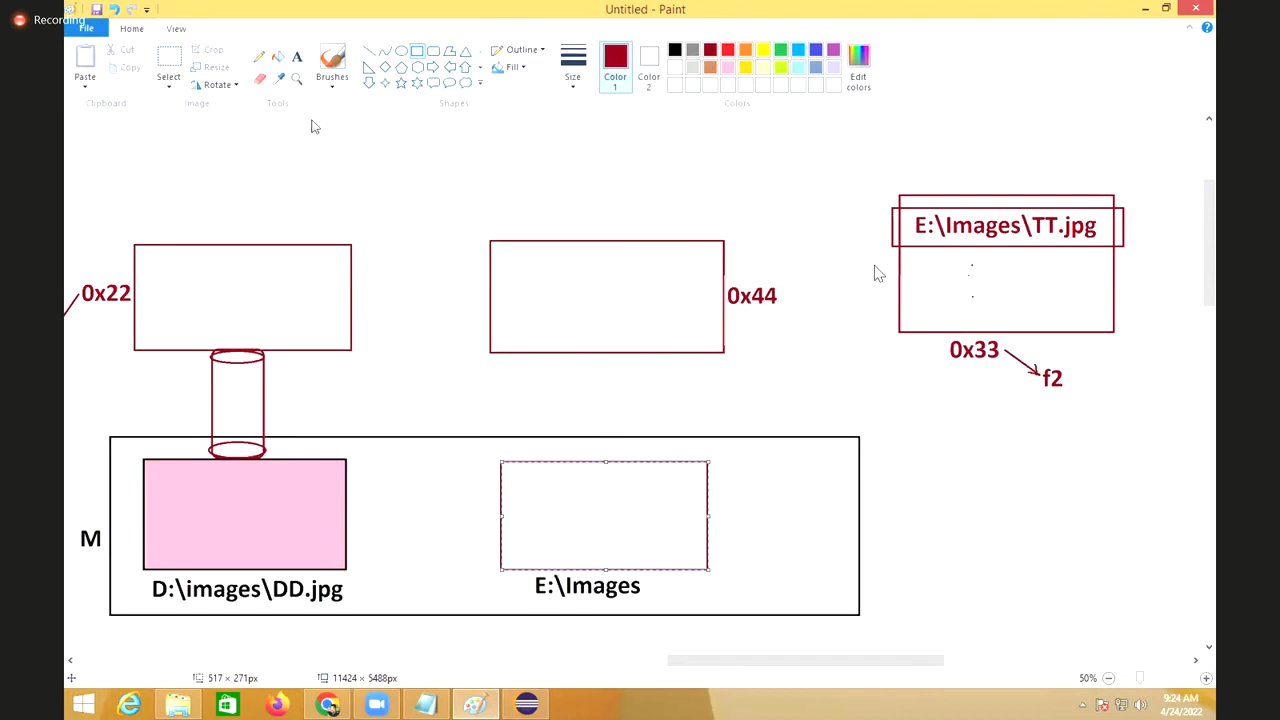 Recording
Untitled - Paint
File
Home
View
Paste
Cut
Copy
Clipboard
Select
Crop
Resize
Rotate
Image
A
Tools
Brushes
Shapes
Outline
Fill
Size
Color
1
Color
2
Edit
colors
Colors
E:\Images\TT.jpg
0x22
0x44
0x33
f2
M
D:\images\DD.jpg
E:\Images
517 × 271px
11424 × 5488px
50%
9:24 AM
4/24/2022